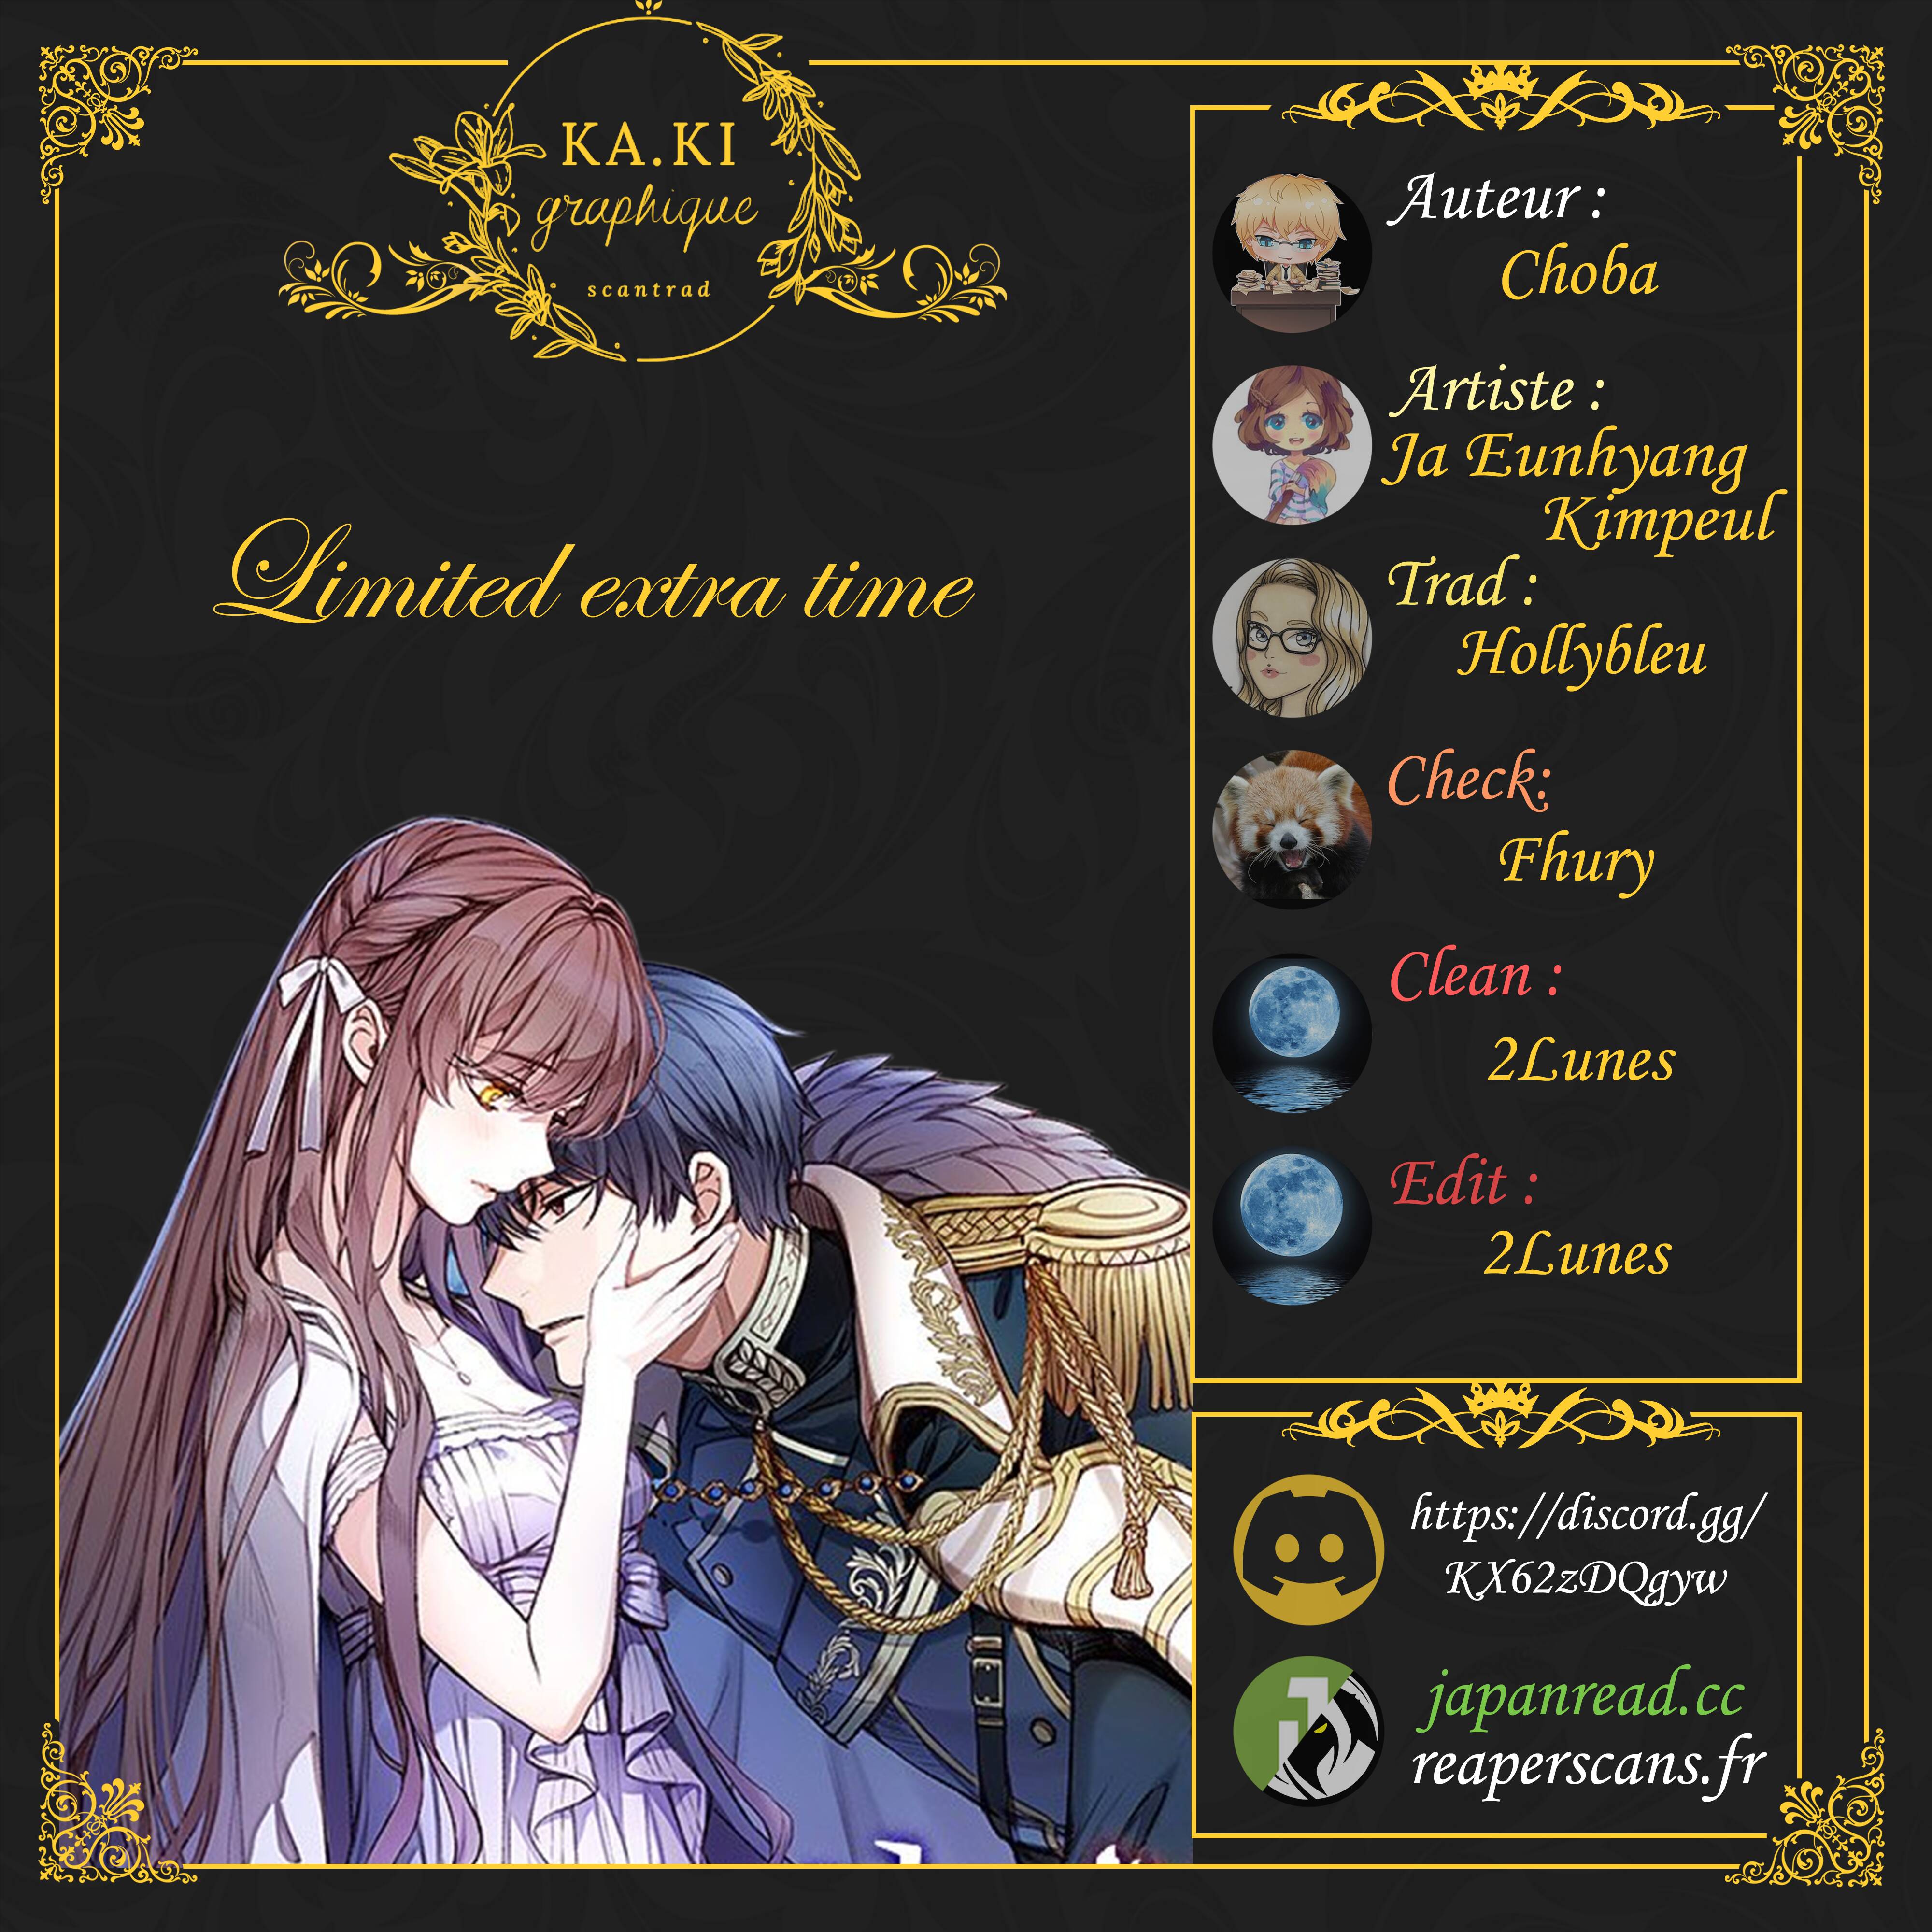 KA.KI
graphique
scantrad
Limited extra time
Auteur :
Choba
Artiste :
Ja Eunhyang
Kimpeul
Trad :
Hollybleu
Check:
Fhury
Clean :
2Lunes
Edit :
2Lunes
https://discord.gg/
KX62zDQgyw
japanread.cc
reaperscans.fr